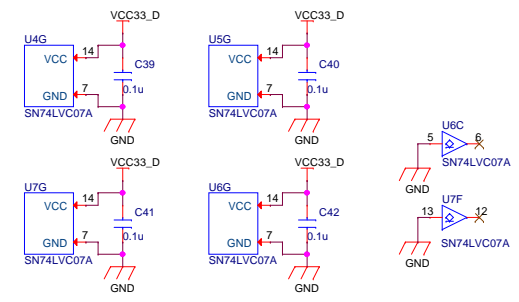 VCC33_D
VCC33_D
U4G
U5G
14
14
VCC
C39
VCC
C40
7
0.1u
7
0.1u
GND
GND
SN74LVC07A
SN74LVC07A
U6C
5
6
GND
GND
SN74LVC07A
VCC33_D
VCC33_D
GND
U7G
U6G
U7F
14
14
VCC
C41
VCC
C42
13
12
7
0.1u
7
0.1u
GND
GND
SN74LVC07A
SN74LVC07A
SN74LVC07A
GND
GND
GND